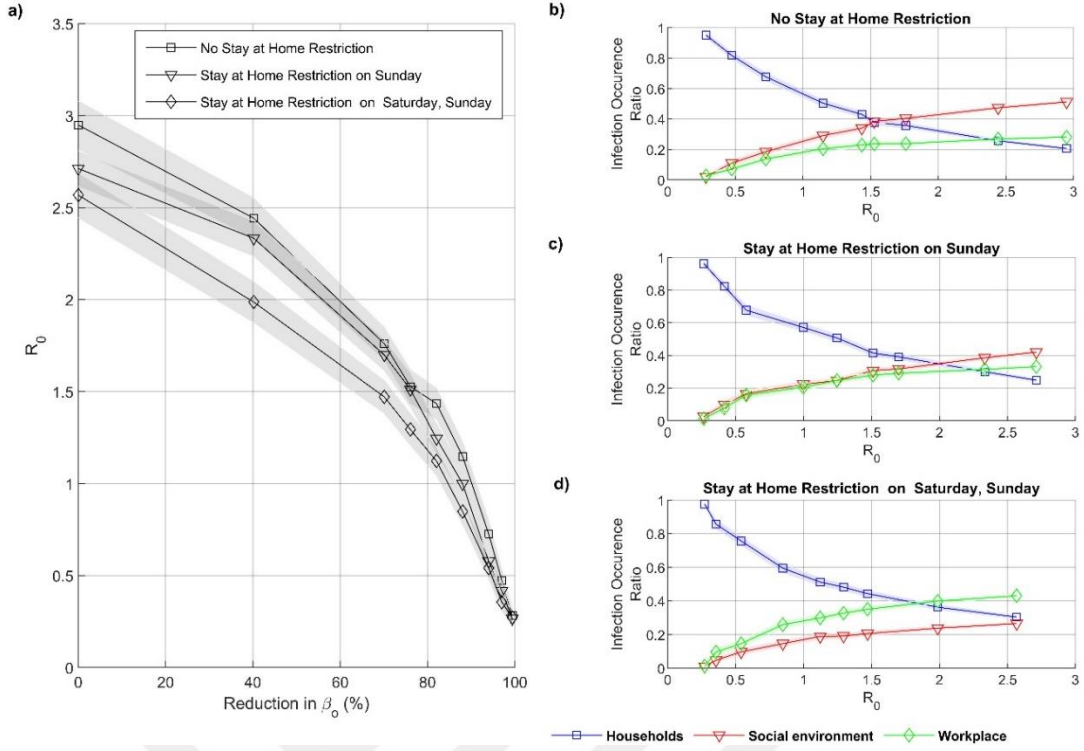 a)
3.5
3
2.5
2
1.5
1
0.5
0
R0
0 20 40 60 80 100
Reduction in βo (%)
No Stay at Home Restriction
Stay at Home Restriction on Sunday
Stay at Home Restriction on Saturday, Sunday
b)
No Stay at Home Restriction
1
0.8
0.6
0.4
0.2
0
Infection Occurence
Ratio
0 0.5 1 1.5 2 2.5 3
R0
c)
Stay at Home Restriction on Sunday
1
0.8
0.6
0.4
0.2
0
Infection Occurence
Ratio
0 0.5 1 1.5 2 2.5 3
R0
d)
Stay at Home Restriction on Saturday, Sunday
1
0.8
0.6
0.4
0.2
0
Infection Occurence
Ratio
0 0.5 1 1.5 2 2.5 3
R0
Households Social environment Workplace